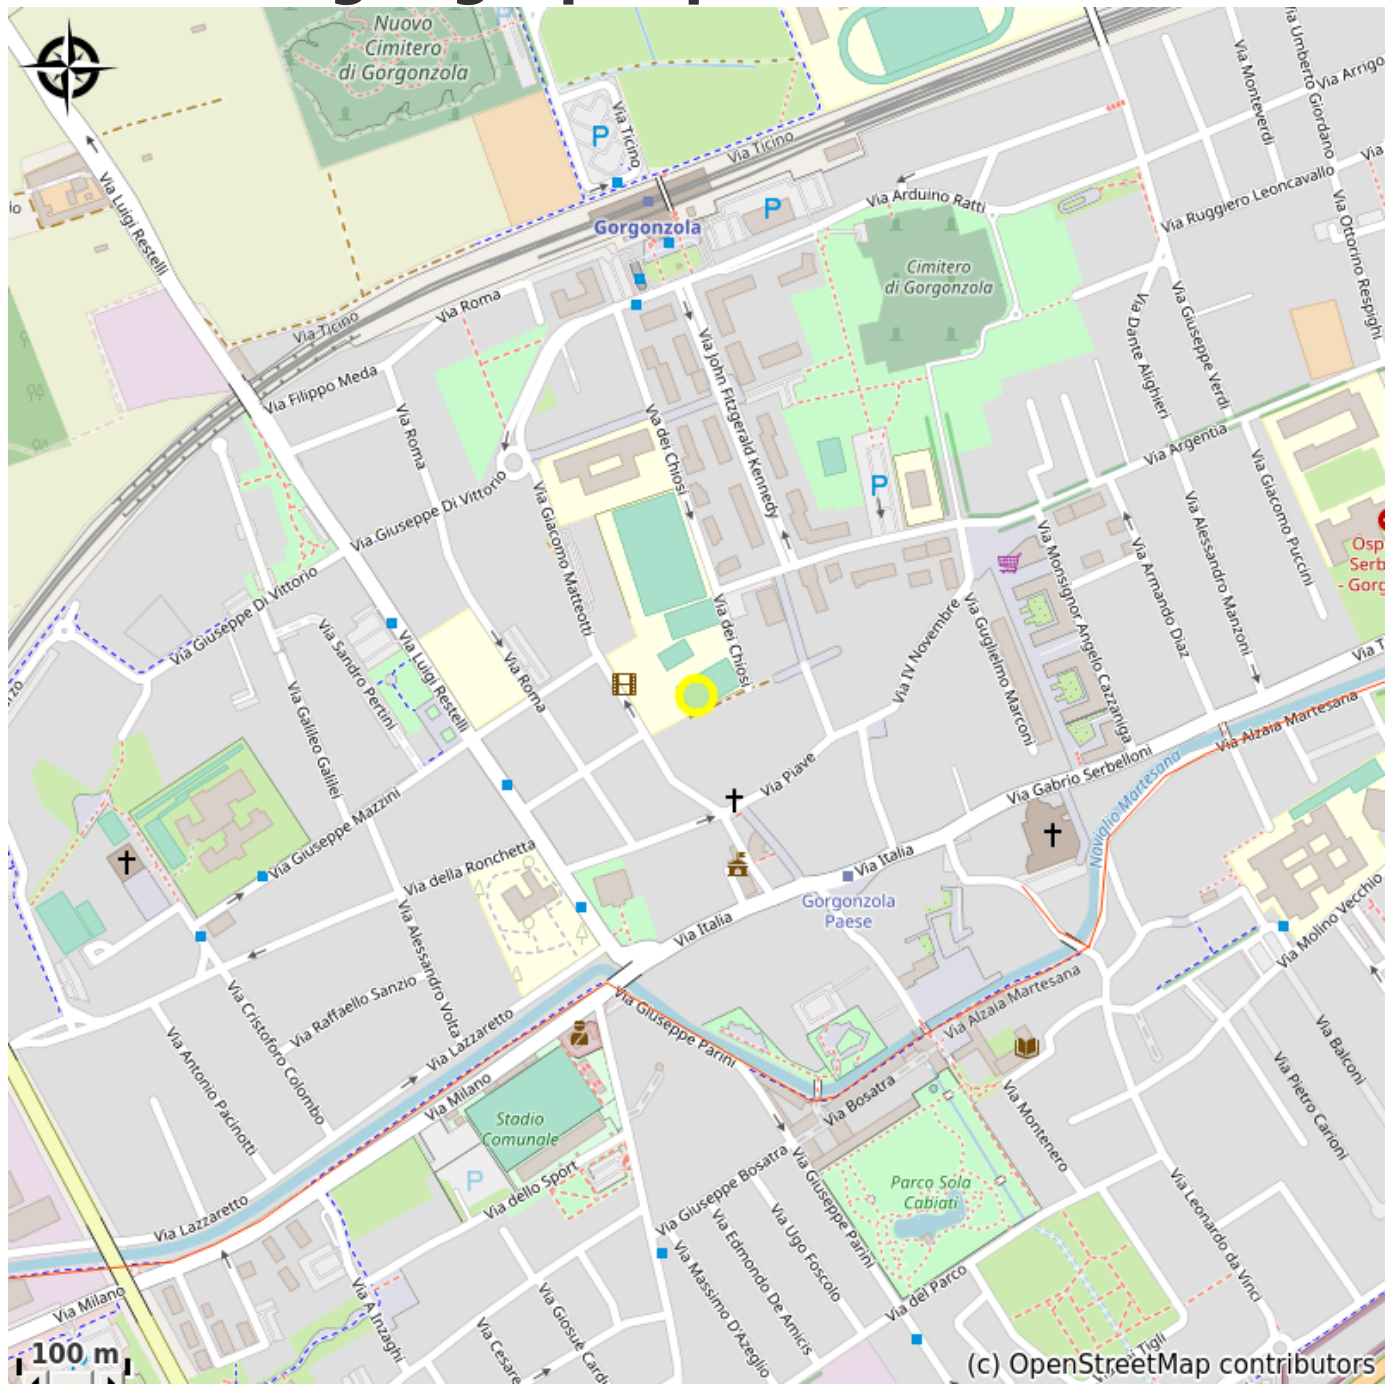 Nuovo
Cimitero
di Gorgonzola
P
P
Via Ticino
Via Ticino
Via Monteverdi
Via Umberto Giordano
Via Arrigo
Via Luigi Restelli
P
Gorgonzola
Via Arduino Ratti
Via Ruggiero Leoncavallo
Via
Via Ottorino Respighi
Cimitero
di Gorgonzola
Via Roma
Via Ticino
Via Filippo Meda
Via John Fitzgerald Kennedy
Via Dante Alighieri
Via Giuseppe Verdi
Via Roma
Via dei Chiosi
Via Argentia
Via Giuseppe Di Vittorio
P
Via Giacomo Matteotti
Via Monsignor Angelo Cazzaniga
Via Armando Diaz
Via Alessandro Manzoni
Via Giacomo Puccini
Osp
Serb
- Gorg
Via Giuseppe Di Vittorio
Via Sandro Pertini
Via Luigi Restelli
Via Roma
Via dei Chiosi
Via IV Novembre
Via Guglielmo Marconi
Via Galileo Galilei
Via Piave
Via Gabrio Serbelloni
Via Alzaia Martesana
Naviglio Martesana
Via Giuseppe Mazzini
Via della Ronchetta
Via Italia
Gorgonzola
Paese
Via Italia
Via Molino Vecchio
Via Alessandro Volta
Via Raffaello Sanzio
Via Cristoforo Colombo
Via Lazzaretto
Via Giuseppe Parini
Via Alzaia Martesana
Via Antonio Pacinotti
Via Milano
Stadio
Comunale
Via Bosatra
Via Montenero
Via Balconi
Via Pietro Carioni
P
Via dello Sport
Via Giuseppe Bosatra
Via Giuseppe Parini
Parco Sola
Cabiati
Via Lazzaretto
Via Edmondo De Amicis
Via Ugo Foscolo
Via Massimo D'Azeglio
Via Leonardo da Vinci
Via del Parco
Via Milano
Via A.Inzaghi
Via Giosuè Cardu
Via Cesare
Tigli
100 m
(c) OpenStreetMap contributors